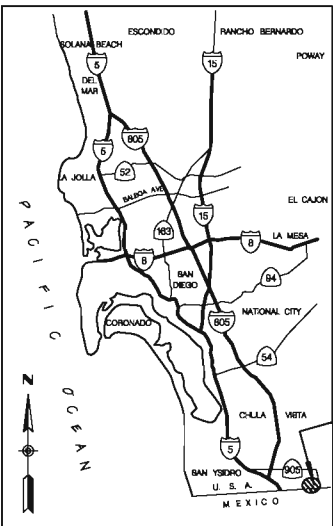 ESCONDIDO
RANCHO BERNARDO
SOLANA BEACH
5
15
POWAY
DEL
MAR
805
5
52
LA JOLLA
BALBOA AVE
EL CAJON
15
163
8
LA MESA
8
SAN
DIEGO
94
PACIFIC OCEAN
CORONADO
805
NATIONAL CITY
54
N
CHULA VISTA
5
SAN YSIDRO
905
U. S. A.
MEXICO